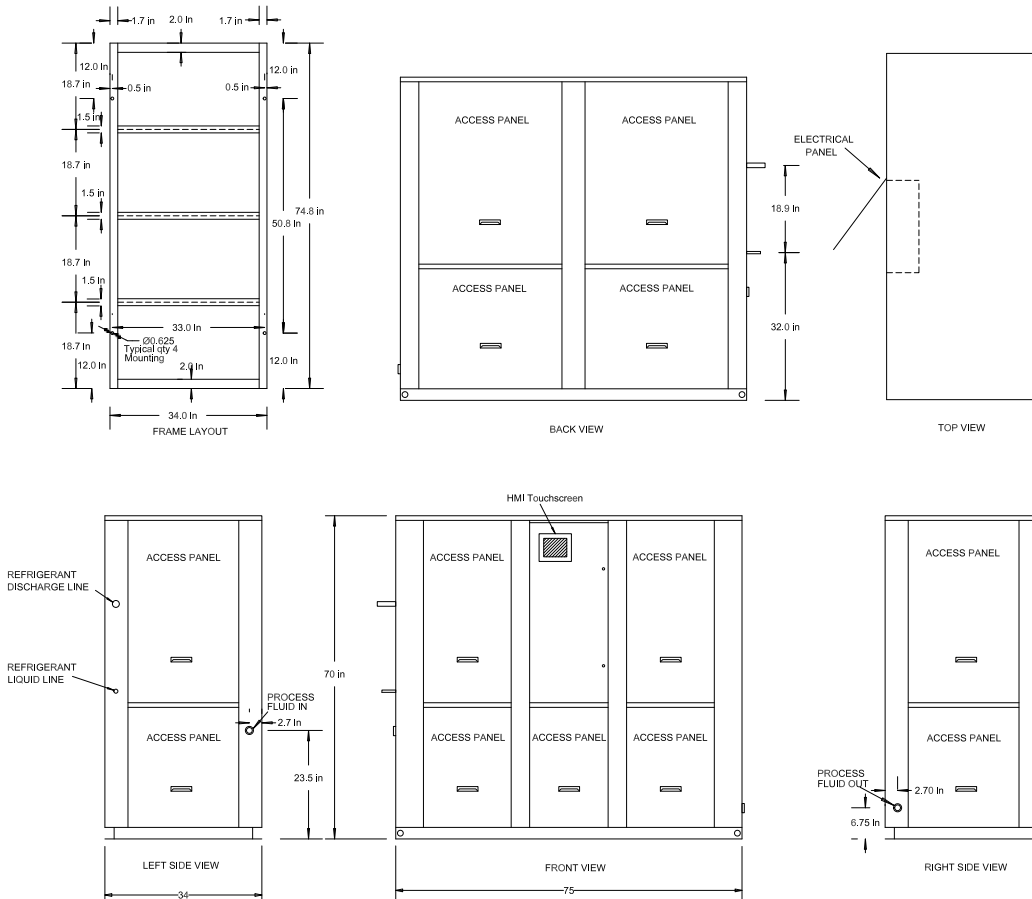 1.7 in
2.0 In
1.7 in
12.0 In
12.0 in
18.7 in
0.5 in
0.5 in
1.5 in
18.7 in
1.5 in
74.8 in
50.8 In
18.7 in
1.5 in
33.0 In
Ø0.625
Typical qty 4
Mounting
18.7 in
12.0 In
2.0 In
12.0 In
34.0 In
FRAME LAYOUT
ACCESS PANEL
ACCESS PANEL
ACCESS PANEL
ACCESS PANEL
18.9 in
32.0 in
BACK VIEW
ELECTRICAL
PANEL
TOP VIEW
REFRIGERANT
DISCHARGE LINE
REFRIGERANT
LIQUID LINE
ACCESS PANEL
ACCESS PANEL
PROCESS
FLUID IN
2.7 In
23.5 in
LEFT SIDE VIEW
34
HMI Touchscreen
70 in
ACCESS PANEL
ACCESS PANEL
ACCESS PANEL
ACCESS PANEL
ACCESS PANEL
FRONT VIEW
75
ACCESS PANEL
ACCESS PANEL
PROCESS
FLUID OUT
2.70 In
6.75 In
RIGHT SIDE VIEW